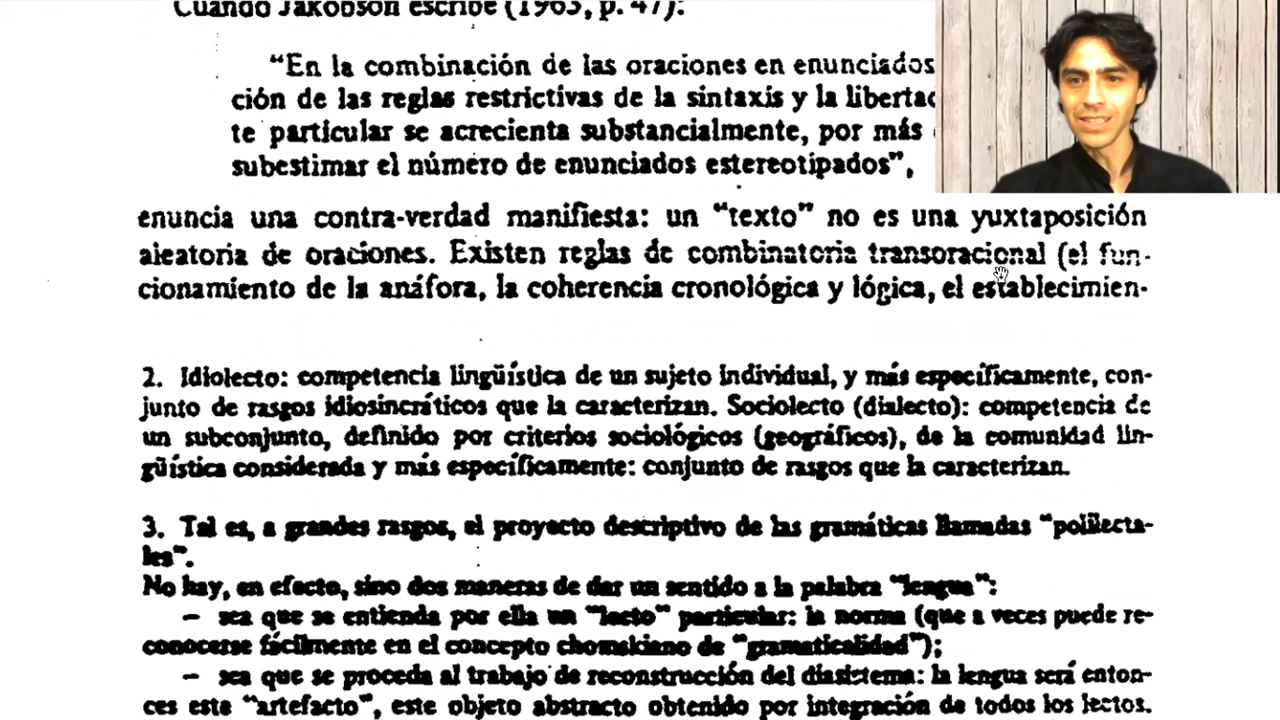 Cuando Jakobson escribe (1963, p. 47):
“En la combinación de las oraciones en enunciados
ción de las reglas restrictivas de la sintaxis y la libertad
te particular se acrecienta substancialmente, por más
subestimar el número de enunciados estereotipados”,
enuncia una contra-verdad manifiesta: un “texto” no es una yuxtaposición
aleatoria de oraciones. Existen reglas de combinatoria transoracional (el fun-
cionamiento de la anáfora, la coherencia cronológica y lógica, el establecimien-
2. Idiolecto: competencia lingüística de un sujeto individual, y más específicamente, con-
junto de rasgos idiosincráticos que la caracterizan. Sociolecto (dialecto): competencia de
un subconjunto, definido por criterios sociológicos (geográficos), de la comunidad lin-
güística considerada y más específicamente: conjunto de rasgos que la caracterizan.
3. Tal es, a grandes rasgos, el proyecto descriptivo de las gramáticas llamadas “polilecta-
les”.
No hay, en efecto, sino dos maneras de dar un sentido a la palabra “lengua”:
— sea que se entienda por ella un “lecto” particular: la norma (que a veces puede re-
conocerse fácilmente en el concepto chomskiano de “gramaticalidad”);
— sea que se proceda al trabajo de reconstrucción del diasistema: la lengua será enton-
ces este “artefacto”, este objeto abstracto obtenido por integración de todos los lectos.